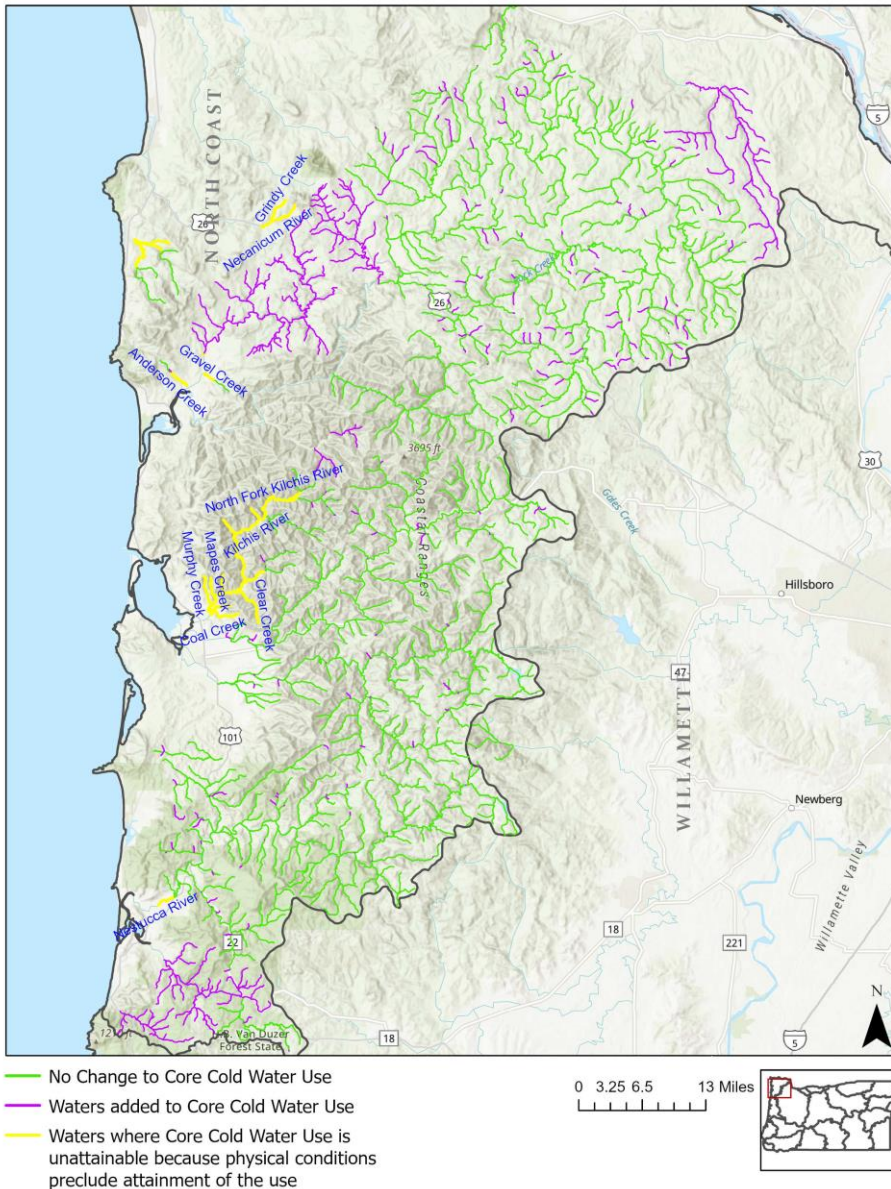 NORTH COAST
5
Grindy Creek
26
Necanicum River
Rock Creek
26
Gravel Creek
Anderson Creek
3695 ft
30
North Fork Kilchis River
Coastal Ranges
Gales Creek
Kilchis River
Mapes Creek
Murphy Creek
Clear Creek
Hillsboro
Coal Creek
47
WILLAMETTE
101
Newberg
Willamette Valley
Nestucca River
22
18
221
N
Van Duzer
Forest State
18
5
No Change to Core Cold Water Use
0 3.25 6.5 13 Miles
Waters added to Core Cold Water Use
Waters where Core Cold Water Use is
unattainable because physical conditions
preclude attainment of the use